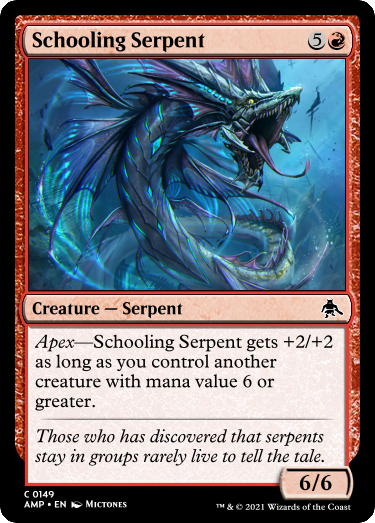 Schooling Serpent 5
Creature — Serpent
Apex—Schooling Serpent gets +2/+2
as long as you control another
creature with mana value 6 or
greater.
Those who has discovered that serpents
stay in groups rarely live to tell the tale.
6/6
C 0149
AMP • EN Mictones
™ & © 2021 Wizards of the Coast